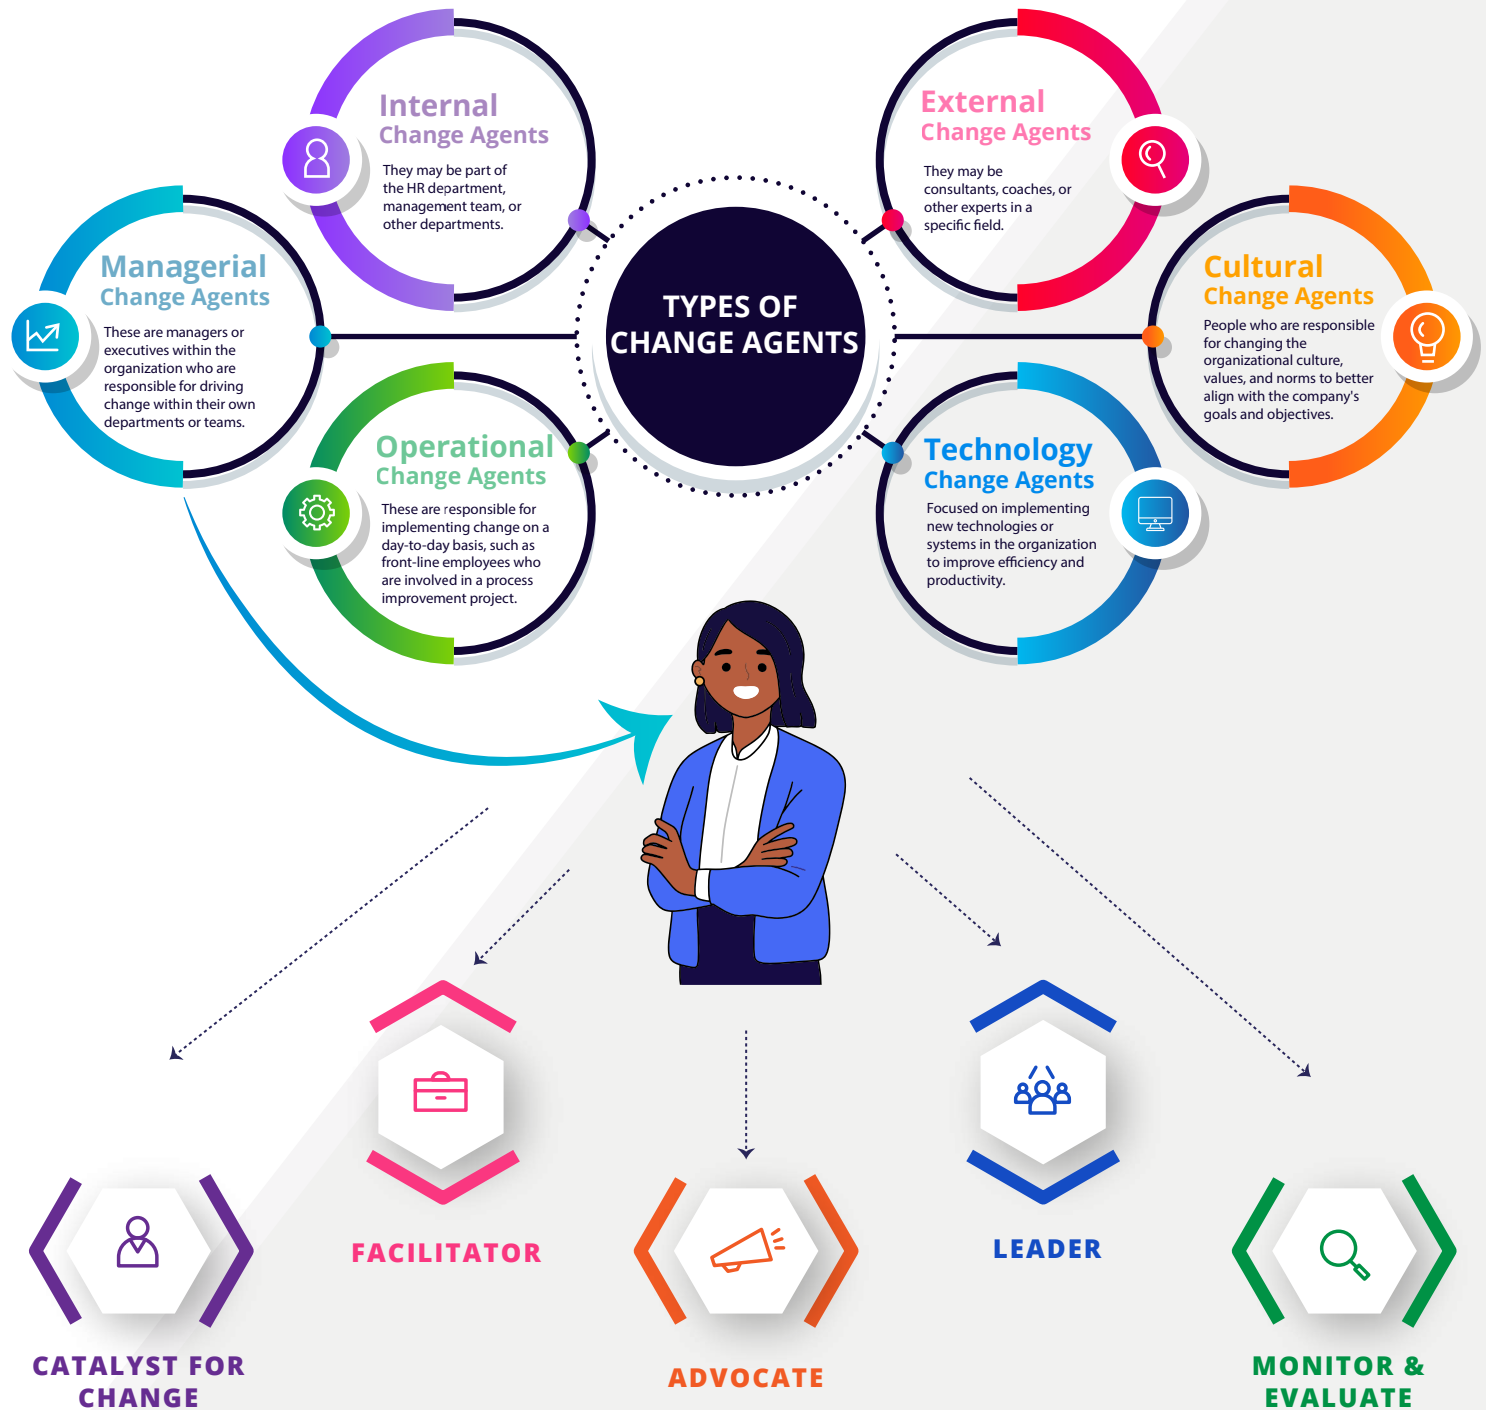 Internal
Change Agents
They may be part of
the HR department,
management team, or
other departments.
External
Change Agents
They may be
consultants, coaches, or
other experts in a
specific field.
Managerial
Change Agents
These are managers or
executives within the
organization who are
responsible for driving
change within their own
departments or teams.
TYPES OF
CHANGE AGENTS
Cultural
Change Agents
People who are responsible
for changing the
organizational culture,
values, and norms to better
align with the company's
goals and objectives.
Operational
Change Agents
These are responsible for
implementing change on a
day-to-day basis, such as
front-line employees who
are involved in a process
improvement project.
Technology
Change Agents
Focused on implementing
new technologies or
systems in the organization
to improve efficiency and
productivity.
CATALYST FOR
CHANGE
FACILITATOR
ADVOCATE
LEADER
MONITOR &
EVALUATE